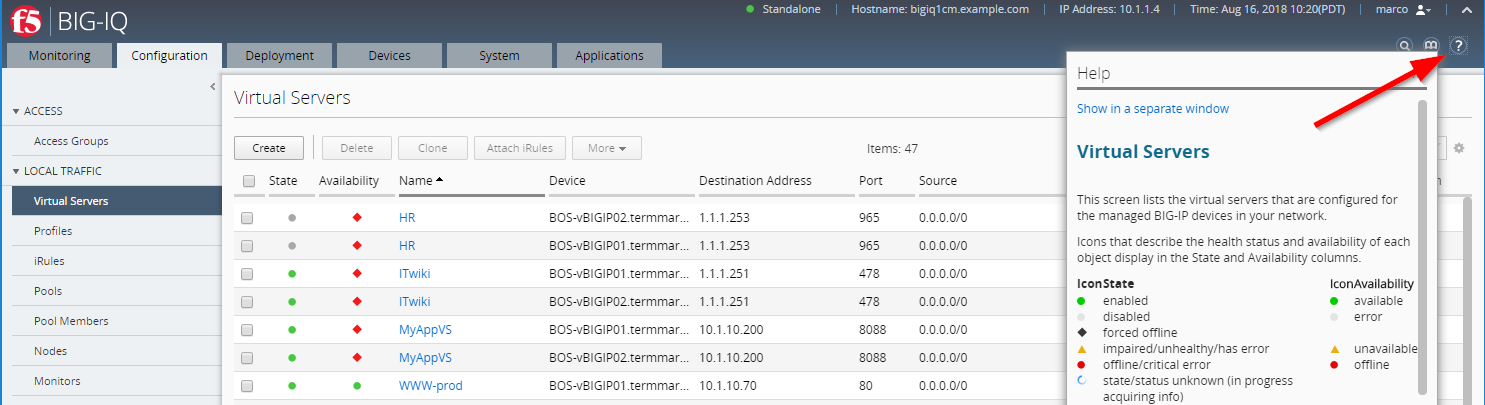 f5 BIG-IQ
Standalone | Hostname: bigiq1cm.example.com | IP Address: 10.1.1.4 | Time: Aug 16, 2018 10:20(PDT) | marco
Monitoring Configuration Deployment Devices System Applications
?
ACCESS
Access Groups
LOCAL TRAFFIC
Virtual Servers
Profiles
iRules
Pools
Pool Members
Nodes
Monitors
Virtual Servers
Create Delete Clone Attach iRules More Items: 47
State Availability Name Device Destination Address Port Source
HR BOS-vBIGIP02.termmar... 1.1.1.253 965 0.0.0.0/0
HR BOS-vBIGIP01.termmar... 1.1.1.253 965 0.0.0.0/0
ITwiki BOS-vBIGIP01.termmar... 1.1.1.251 478 0.0.0.0/0
ITwiki BOS-vBIGIP02.termmar... 1.1.1.251 478 0.0.0.0/0
MyAppVS BOS-vBIGIP01.termmar... 10.1.10.200 8088 0.0.0.0/0
MyAppVS BOS-vBIGIP02.termmar... 10.1.10.200 8088 0.0.0.0/0
WWW-prod BOS-vBIGIP01.termmar... 10.1.10.70 80 0.0.0.0/0
Help
Show in a separate window
Virtual Servers
This screen lists the virtual servers that are configured for
the managed BIG-IP devices in your network.
Icons that describe the health status and availability of each
object display in the State and Availability columns.
IconState IconAvailability
enabled available
disabled error
forced offline
impaired/unhealthy/has error unavailable
offline/critical error offline
state/status unknown (in progress
acquiring info)